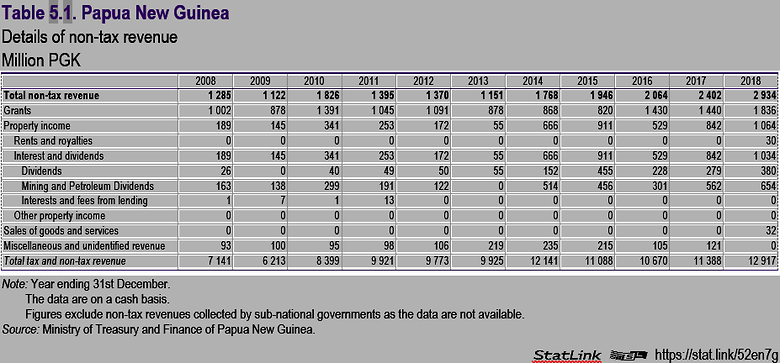 Table 5.1. Papua New Guinea
Details of non-tax revenue
Million PGK
2008 2009 2010 2011 2012 2013 2014 2015 2016 2017 2018
Total non-tax revenue 1 285 1 122 1 826 1 395 1 370 1 151 1 768 1 946 2 064 2 402 2 934
Grants 1 002 878 1 391 1 045 1 091 878 868 820 1 430 1 440 1 836
Property income 189 145 341 253 172 55 666 911 529 842 1 064
Rents and royalties 0 0 0 0 0 0 0 0 0 0 30
Interest and dividends 189 145 341 253 172 55 666 911 529 842 1 034
Dividends 26 0 40 49 50 55 152 455 228 279 380
Mining and Petroleum Dividends 163 138 299 191 122 0 514 456 301 562 654
Interests and fees from lending 1 7 1 13 0 0 0 0 0 0 0
Other property income 0 0 0 0 0 0 0 0 0 0 0
Sales of goods and services 0 0 0 0 0 0 0 0 0 0 32
Miscellaneous and unidentified revenue 93 100 95 98 106 219 235 215 105 121 0
Total tax and non-tax revenue 7 141 6 213 8 399 9 921 9 773 9 925 12 141 11 088 10 670 11 388 12 917
Note: Year ending 31st December.
The data are on a cash basis.
Figures exclude non-tax revenues collected by sub-national governments as the data are not available.
Source: Ministry of Treasury and Finance of Papua New Guinea.
StatLink https://stat.link/52en7g